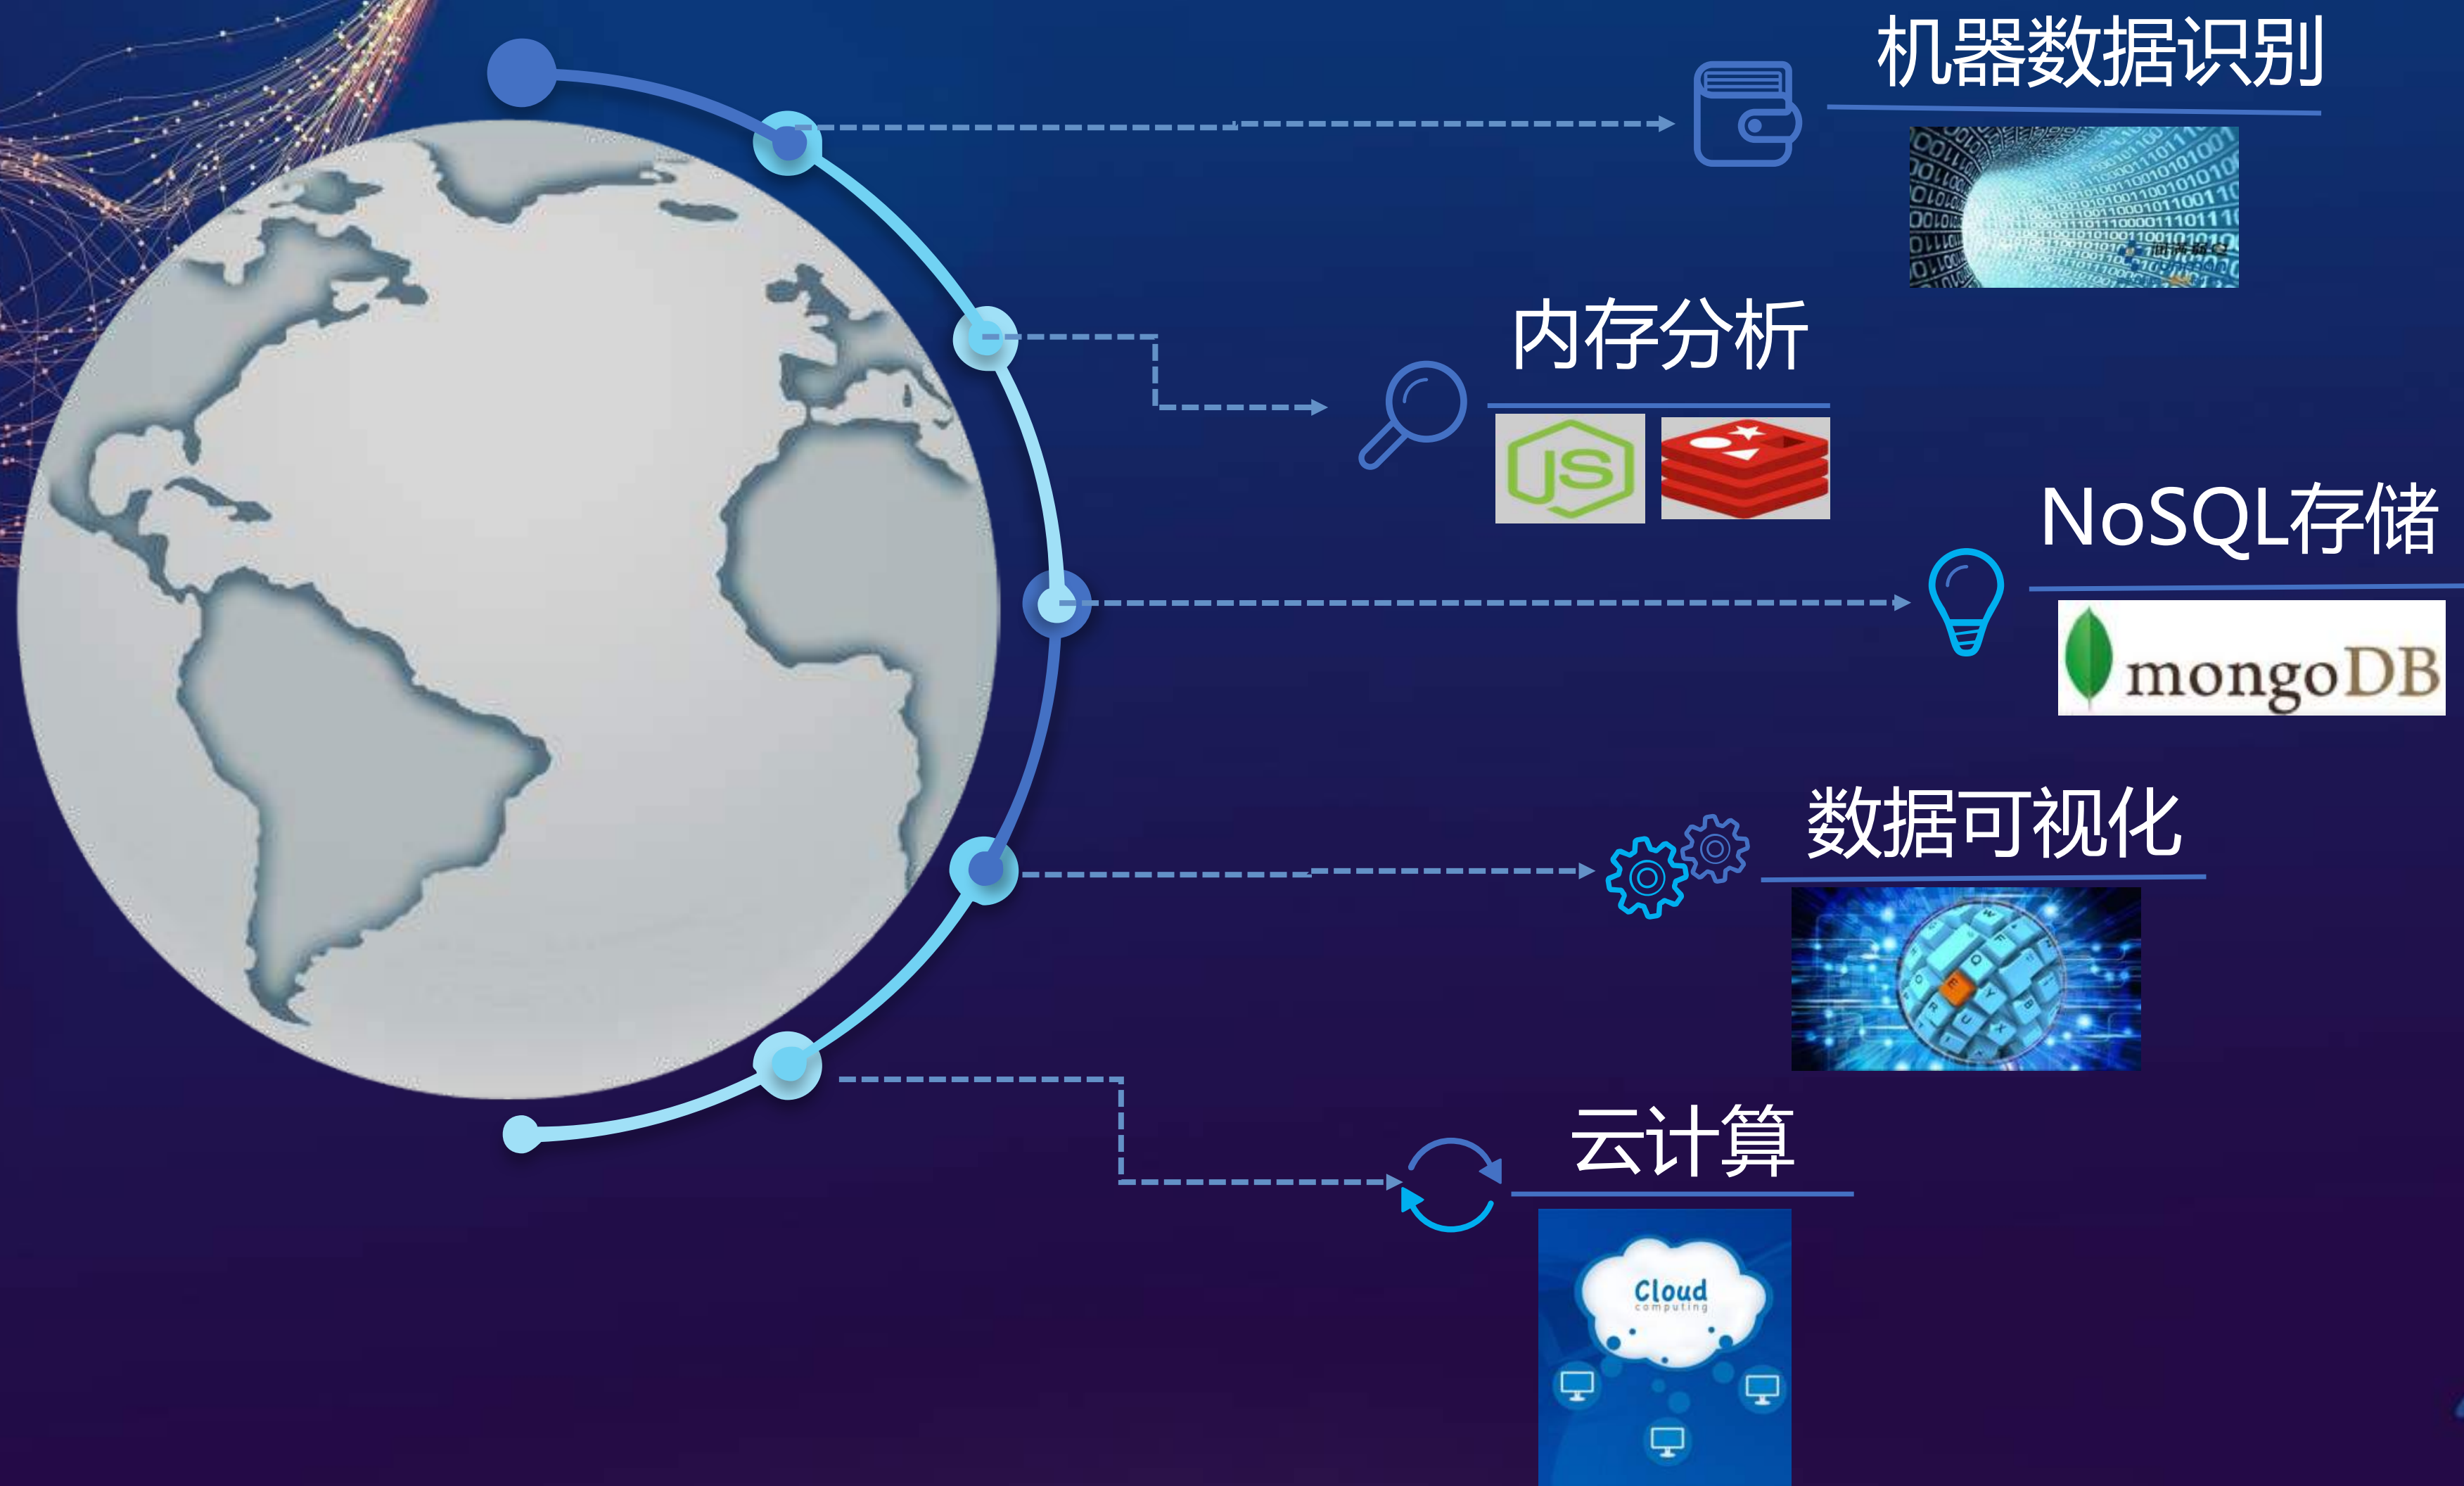 机器数据识别
内存分析
JS
NoSQL存储
mongoDB
数据可视化
云计算
Cloud
computing